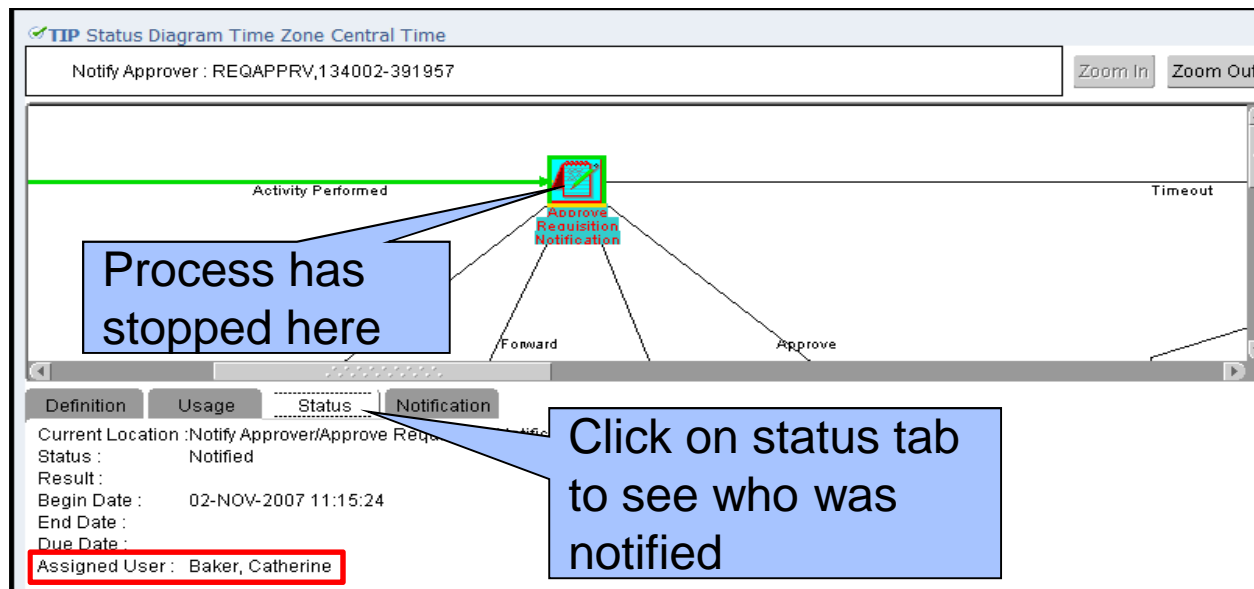 TIP Status Diagram Time Zone Central Time
Notify Approver : REQAPPRV,134002-391957
Zoom In
Zoom Out
Activity Performed
Timeout
Approve
Requisition
Notification
Process has
stopped here
Forward
Approve
Definition
Usage
Status
Notification
Current Location :Notify Approver/Approve
Status : Notified
Result :
Begin Date : 02-NOV-2007 11:15:24
End Date :
Due Date :
Assigned User : Baker, Catherine
Click on status tab
to see who was
notified